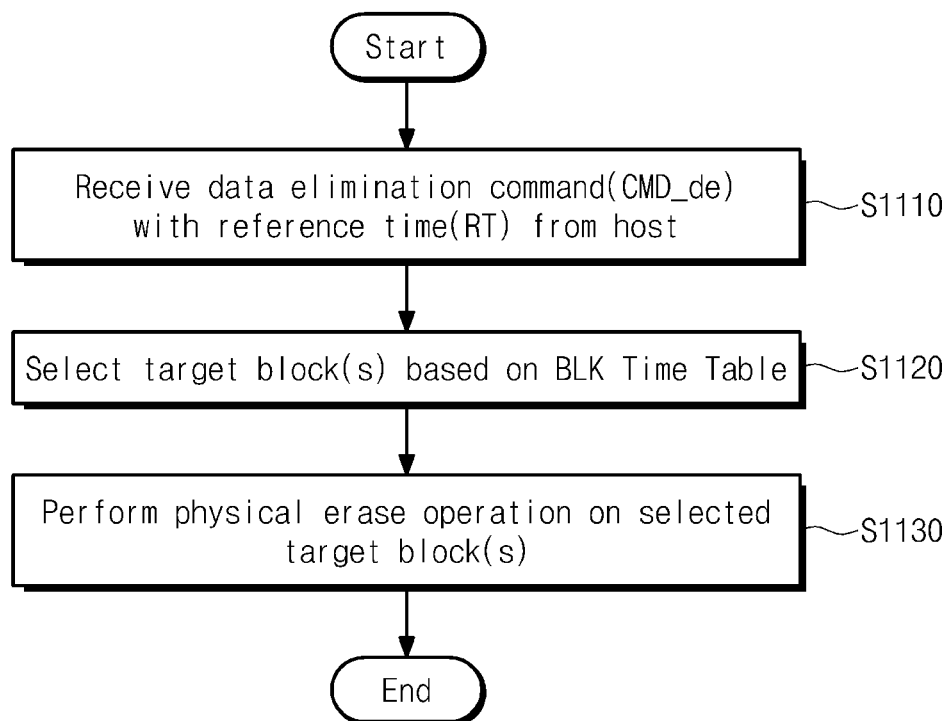 Start
Receive data elimination command(CMD_de)
with reference time(RT) from host
S1110
Select target block(s) based on BLK Time Table
S1120
Perform physical erase operation on selected
target block(s)
S1130
End